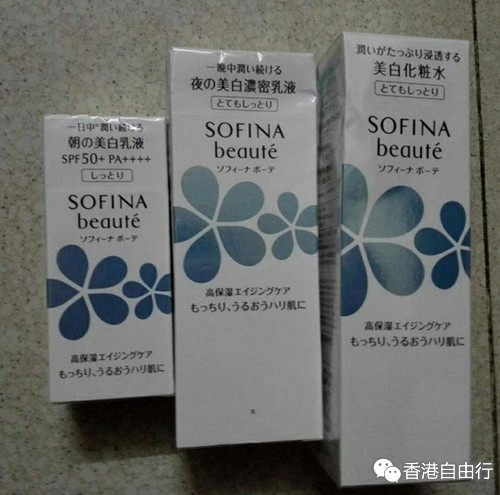 一日中*潤い続ける
朝の美白乳液
SPF50+ PA++++
しっとり
SOFINA
beauté
ソフィーナ ボーテ
高保湿エイジングケア
もっちり、うるおうハリ肌に
一晩中潤い続ける
夜の美白濃密乳液
とてもしっとり
SOFINA
beauté
ソフィーナ ボーテ
高保湿エイジングケア
もっちり、うるおうハリ肌に
潤いがたっぷり浸透する
美白化粧水
とてもしっとり
SOFINA
beauté
ソフィーナ ボーテ
高保湿エイジングケア
もっちり、うるおうハリ肌に
香港自由行